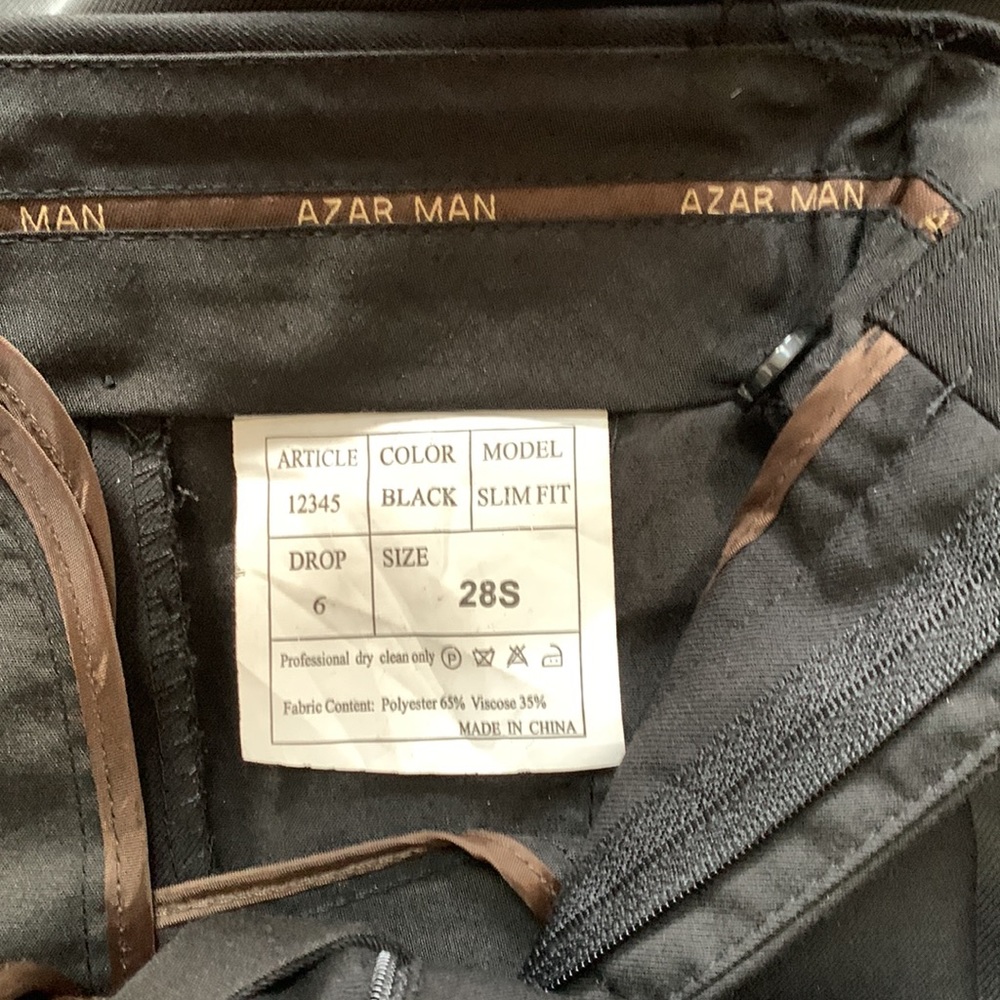 MAN AZAR MAN AZAR MAN
ARTICLE COLOR MODEL
12345 BLACK SLIM FIT
DROP SIZE
6 28S
Professional dry clean only P
Fabric Content: Polyester 65% Viscose 35%
MADE IN CHINA